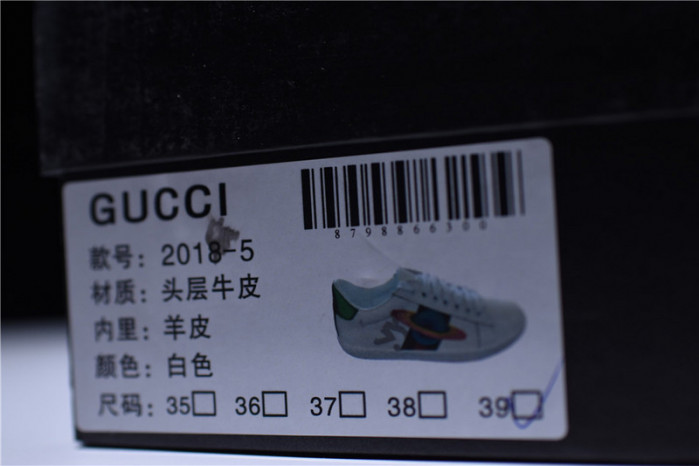 GUCCI
8798866300
款号: 2018-5
材质: 头层牛皮
内里: 羊皮
颜色: 白色
尺码: 35□ 36□ 37□ 38□ 39□